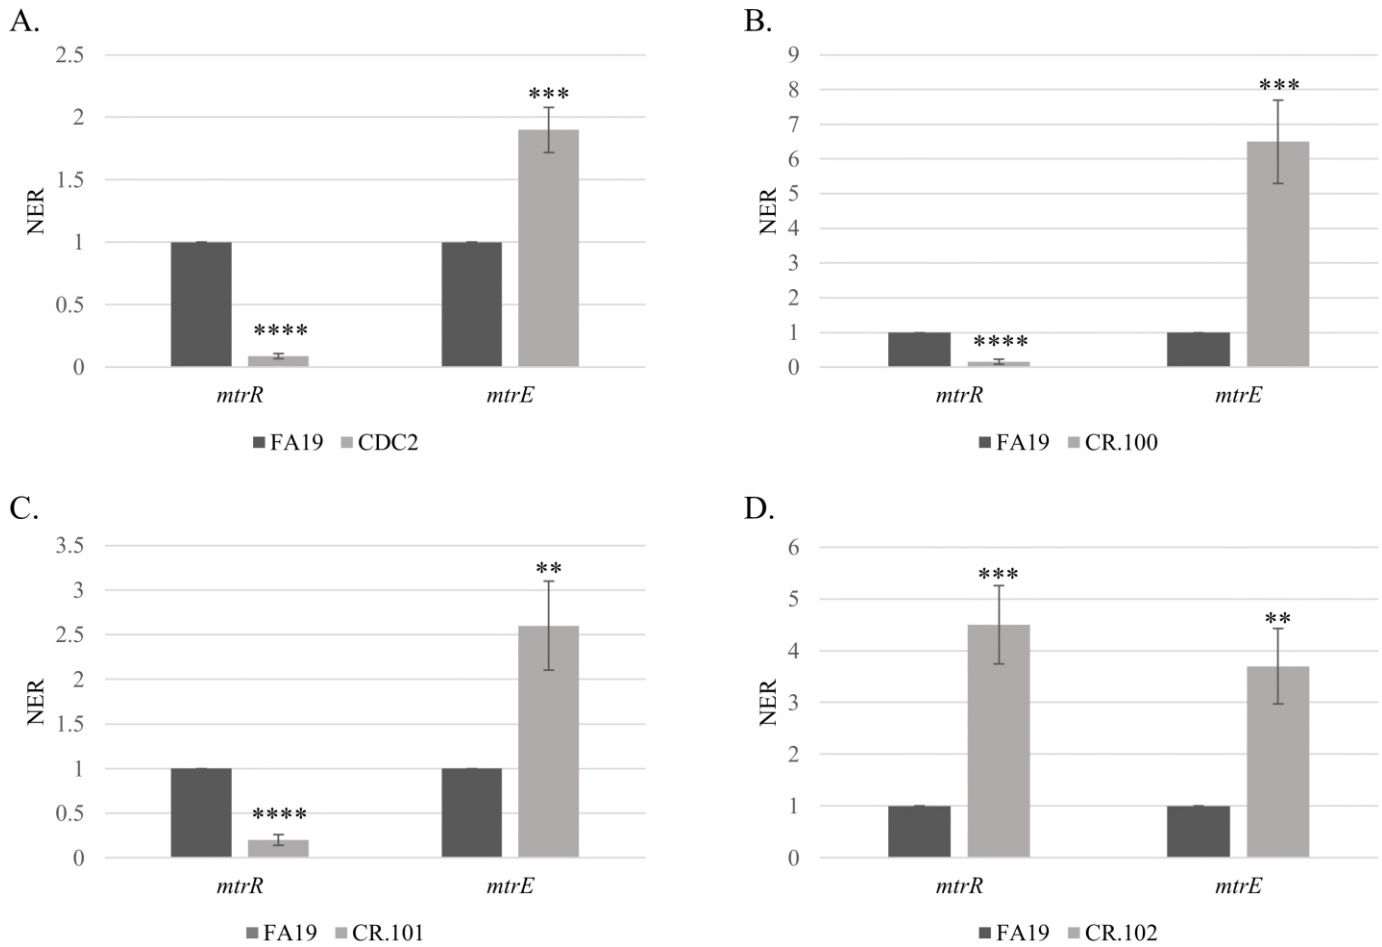 A.
2.5
2
1.5
1
0.5
0
NER
****
***
mtrR mtrE
FA19 CDC2
B.
9
8
7
6
5
4
3
2
1
0
NER
****
***
mtrR mtrE
FA19 CR.100
C.
3.5
3
2.5
2
1.5
1
0.5
0
NER
****
**
mtrR mtrE
FA19 CR.101
D.
6
5
4
3
2
1
0
NER
***
**
mtrR mtrE
FA19 CR.102